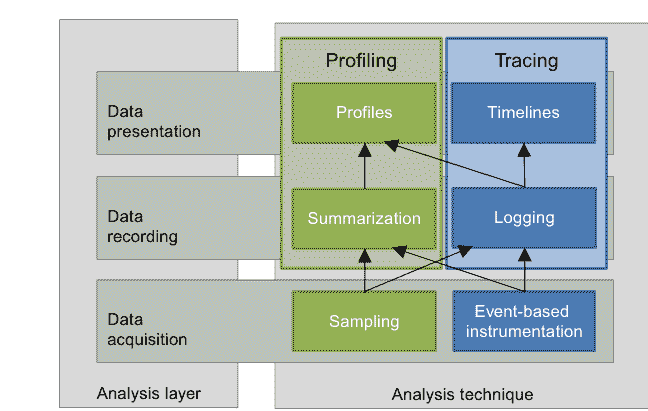 Profiling
Tracing
Data
presentation
Profiles
Timelines
Data
recording
Summarization
Logging
Data
acquisition
Sampling
Event-based
instrumentation
Analysis layer
Analysis technique